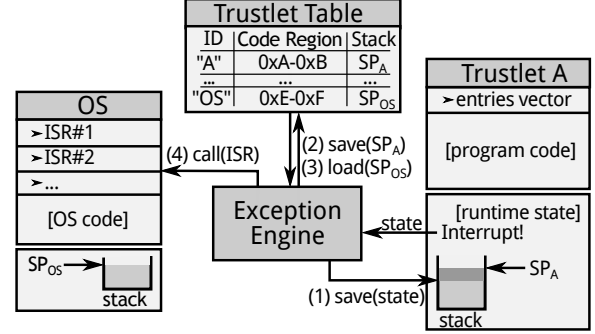 Trustlet Table
ID Code Region Stack
"A" 0xA-0xB SP_A
... ... ...
"OS" 0xE-0xF SP_OS
OS
➤ISR#1
➤ISR#2
➤...
[OS code]
SP_OS
stack
(4) call(ISR)
(2) save(SP_A)
(3) load(SP_OS)
Exception
Engine
state
(1) save(state)
Trustlet A
➤entries vector
[program code]
[runtime state]
Interrupt!
SP_A
stack